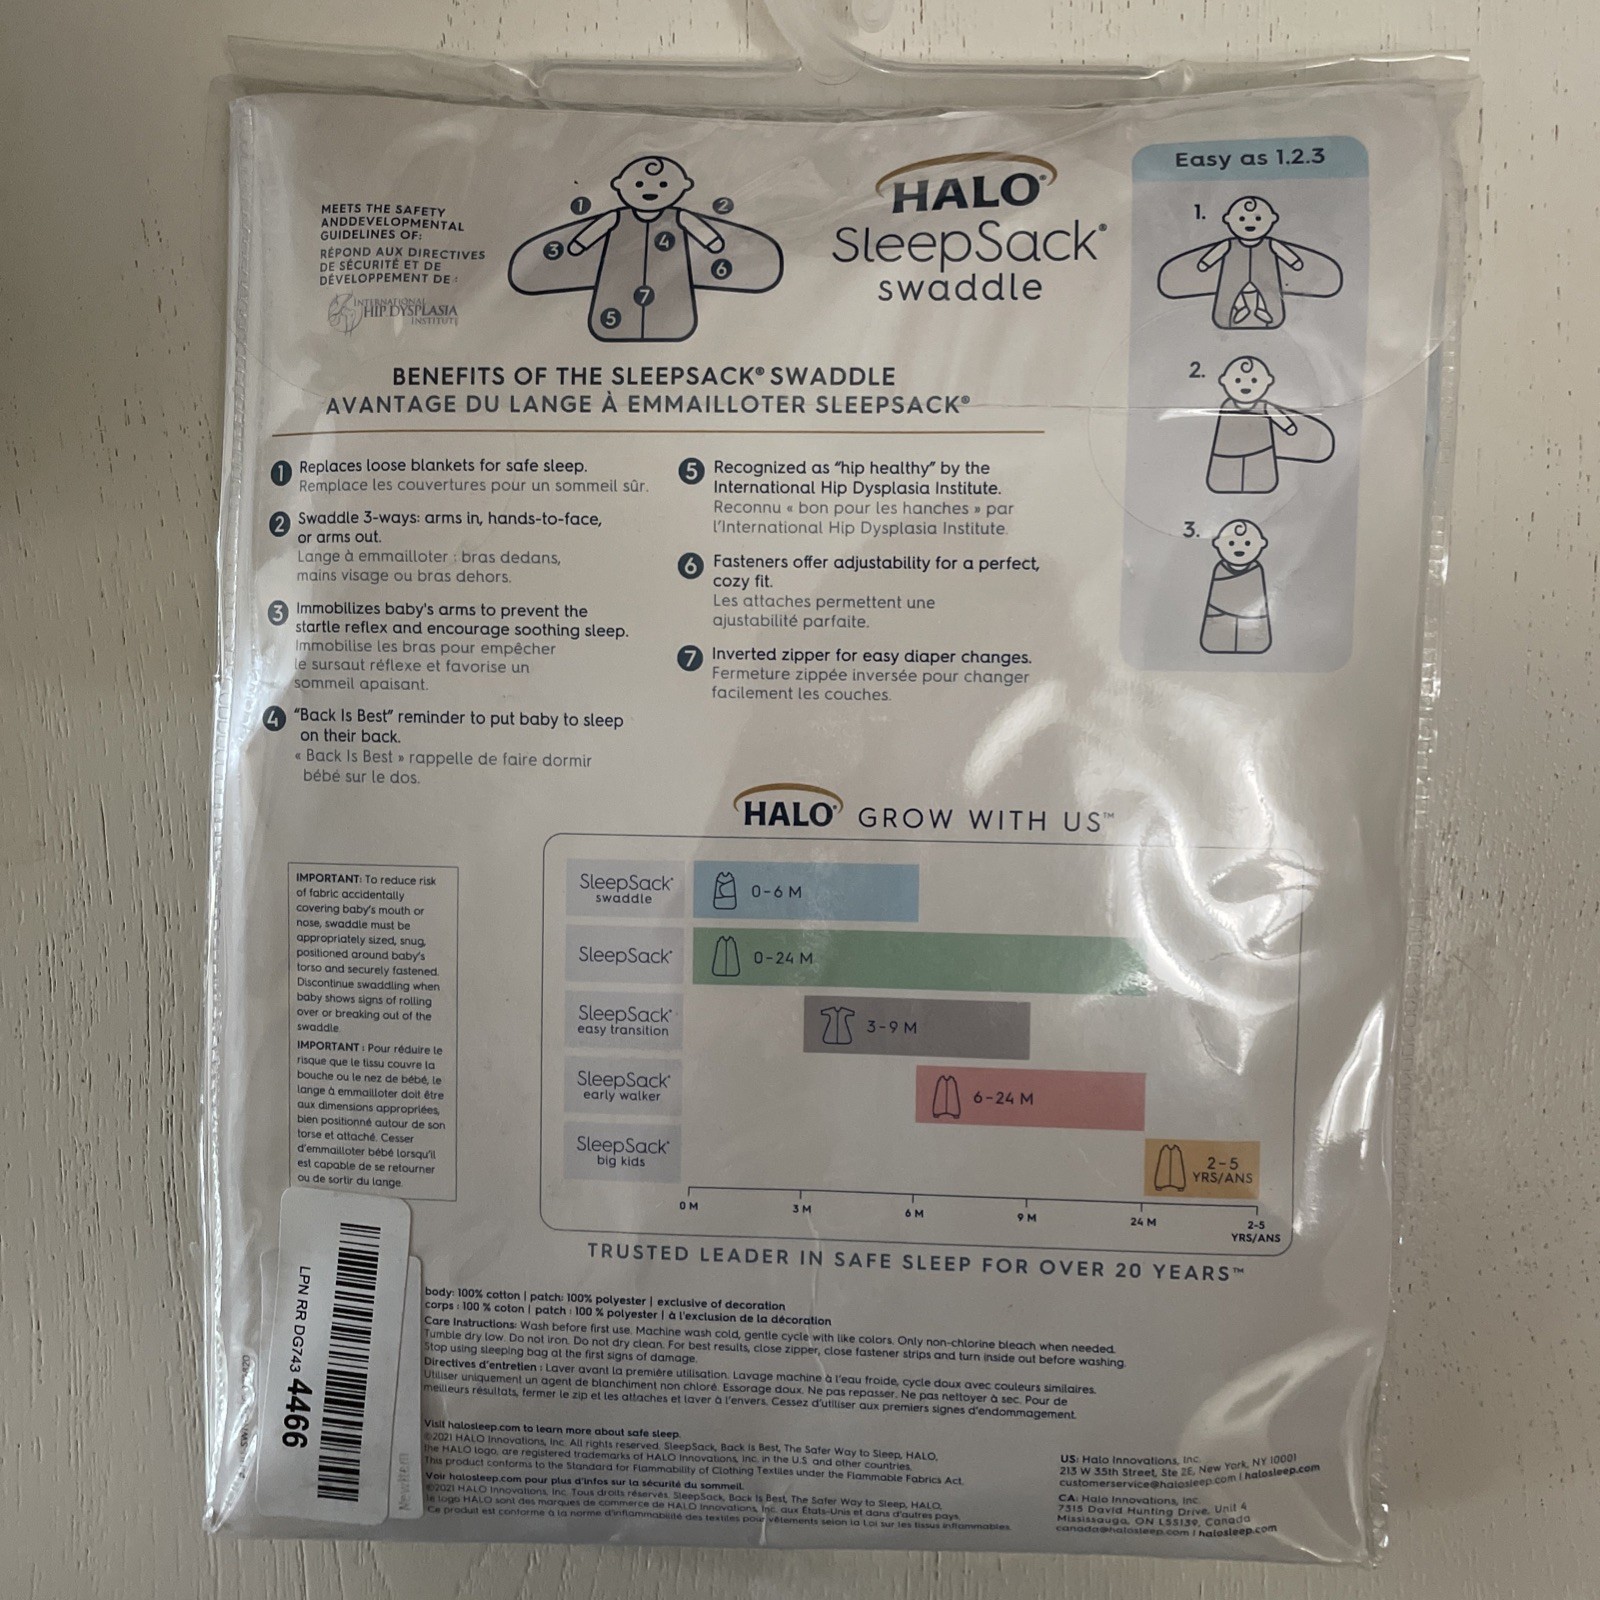 MEETS THE SAFETY
ANDDEVELOPMENTAL
GUIDELINES OF:
RÉPOND AUX DIRECTIVES
DE SÉCURITÉ ET DE
DÉVELOPPEMENT DE :
INTERNATIONAL
HIP DYSPLASIA
INSTITUTE
1
2
3
4
6
7
5
HALO®
SleepSack®
swaddle
Easy as 1.2.3
1.
2.
3.
BENEFITS OF THE SLEEPSACK® SWADDLE
AVANTAGE DU LANGE À EMMAILLOTER SLEEPSACK®
1 Replaces loose blankets for safe sleep.
Remplace les couvertures pour un sommeil sûr.
2 Swaddle 3-ways: arms in, hands-to-face,
or arms out.
Lange à emmailloter : bras dedans,
mains visage ou bras dehors.
3 Immobilizes baby's arms to prevent the
startle reflex and encourage soothing sleep.
Immobilise les bras pour empêcher
le sursaut réflexe et favorise un
sommeil apaisant.
4 "Back Is Best" reminder to put baby to sleep
on their back.
« Back Is Best » rappelle de faire dormir
bébé sur le dos.
5 Recognized as "hip healthy" by the
International Hip Dysplasia Institute.
Reconnu « bon pour les hanches » par
l'International Hip Dysplasia Institute.
6 Fasteners offer adjustability for a perfect,
cozy fit.
Les attaches permettent une
ajustabilité parfaite.
7 Inverted zipper for easy diaper changes.
Fermeture zippée inversée pour changer
facilement les couches.
HALO® GROW WITH US™
IMPORTANT: To reduce risk
of fabric accidentally
covering baby's mouth or
nose, swaddle must be
appropriately sized, snug,
positioned around baby's
torso and securely fastened.
Discontinue swaddling when
baby shows signs of rolling
over or breaking out of the
swaddle.
IMPORTANT : Pour réduire le
risque que le tissu couvre la
bouche ou le nez de bébé, le
lange à emmailloter doit être
aux dimensions appropriées,
bien positionné autour de son
torse et attaché. Cesser
d'emmailloter bébé lorsqu'il
est capable de se retourner
ou de sortir du lange.
SleepSack®
swaddle
0-6 M
SleepSack®
0-24 M
SleepSack®
easy transition
3-9 M
SleepSack®
early walker
6-24 M
SleepSack®
big kids
2-5
YRS/ANS
0 M
3 M
6 M
9 M
24 M
2-5
YRS/ANS
TRUSTED LEADER IN SAFE SLEEP FOR OVER 20 YEARS™
body: 100% cotton | patch: 100% polyester | exclusive of decoration
corps : 100 % coton | patch : 100 % polyester | à l'exclusion de la décoration
Care Instructions: Wash before first use. Machine wash cold, gentle cycle with like colors. Only non-chlorine bleach when needed.
Tumble dry low. Do not iron. Do not dry clean. For best results, close zipper, close fastener strips and turn inside out before washing.
Stop using sleeping bag at the first signs of damage.
Directives d'entretien : Laver avant la première utilisation. Lavage machine à l'eau froide, cycle doux avec couleurs similaires.
Utiliser uniquement un agent de blanchiment non chloré. Essorage doux. Ne pas repasser. Ne pas nettoyer à sec. Pour de
meilleurs résultats, fermer le zip et les attaches et laver à l'envers. Cessez d'utiliser aux premiers signes d'endommagement.
Visit halosleep.com to learn more about safe sleep.
©2021 HALO Innovations, Inc. All rights reserved. SleepSack, Back Is Best, The Safer Way to Sleep, HALO,
the HALO logo, are registered trademarks of HALO Innovations, Inc. in the U.S. and other countries.
This product conforms to the Standard for Flammability of Clothing Textiles under the Flammable Fabrics Act.
Voir halosleep.com pour plus d'infos sur la sécurité du sommeil.
©2021 HALO Innovations, Inc. Tous droits réservés. SleepSack, Back Is Best, The Safer Way to Sleep, HALO,
le logo HALO sont des marques de commerce de HALO Innovations, Inc. aux États-Unis et dans d'autres pays.
Ce produit est conforme à la norme d'inflammabilité des textiles pour vêtements selon la Loi sur les tissus inflammables.
US: Halo Innovations, Inc.
213 W 35th Street, Ste 2E, New York, NY 10001
customerservice@halosleep.com | halosleep.com
CA: Halo Innovations, Inc.
7315 David Hunting Drive, Unit 4
Mississauga, ON L55139, Canada
canada@halosleep.com | halosleep.com
LPN RR DG743 4466
New Item